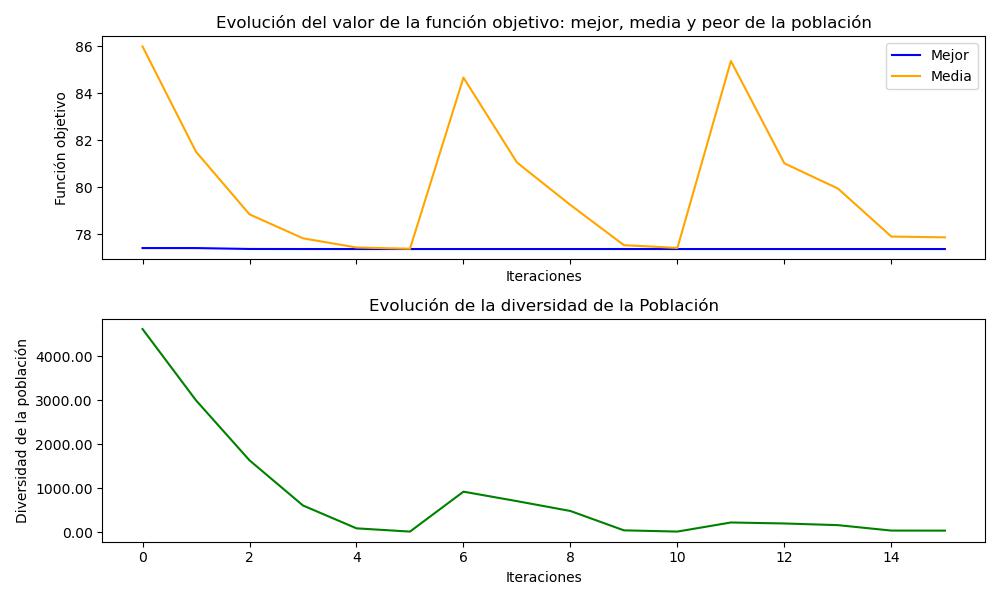 Evolución del valor de la función objetivo: mejor, media y peor de la población
86
84
82
80
78
Función objetivo
Mejor
Media
Iteraciones
Evolución de la diversidad de la Población
4000.00
3000.00
2000.00
1000.00
0.00
Diversidad de la población
0 2 4 6 8 10 12 14
Iteraciones